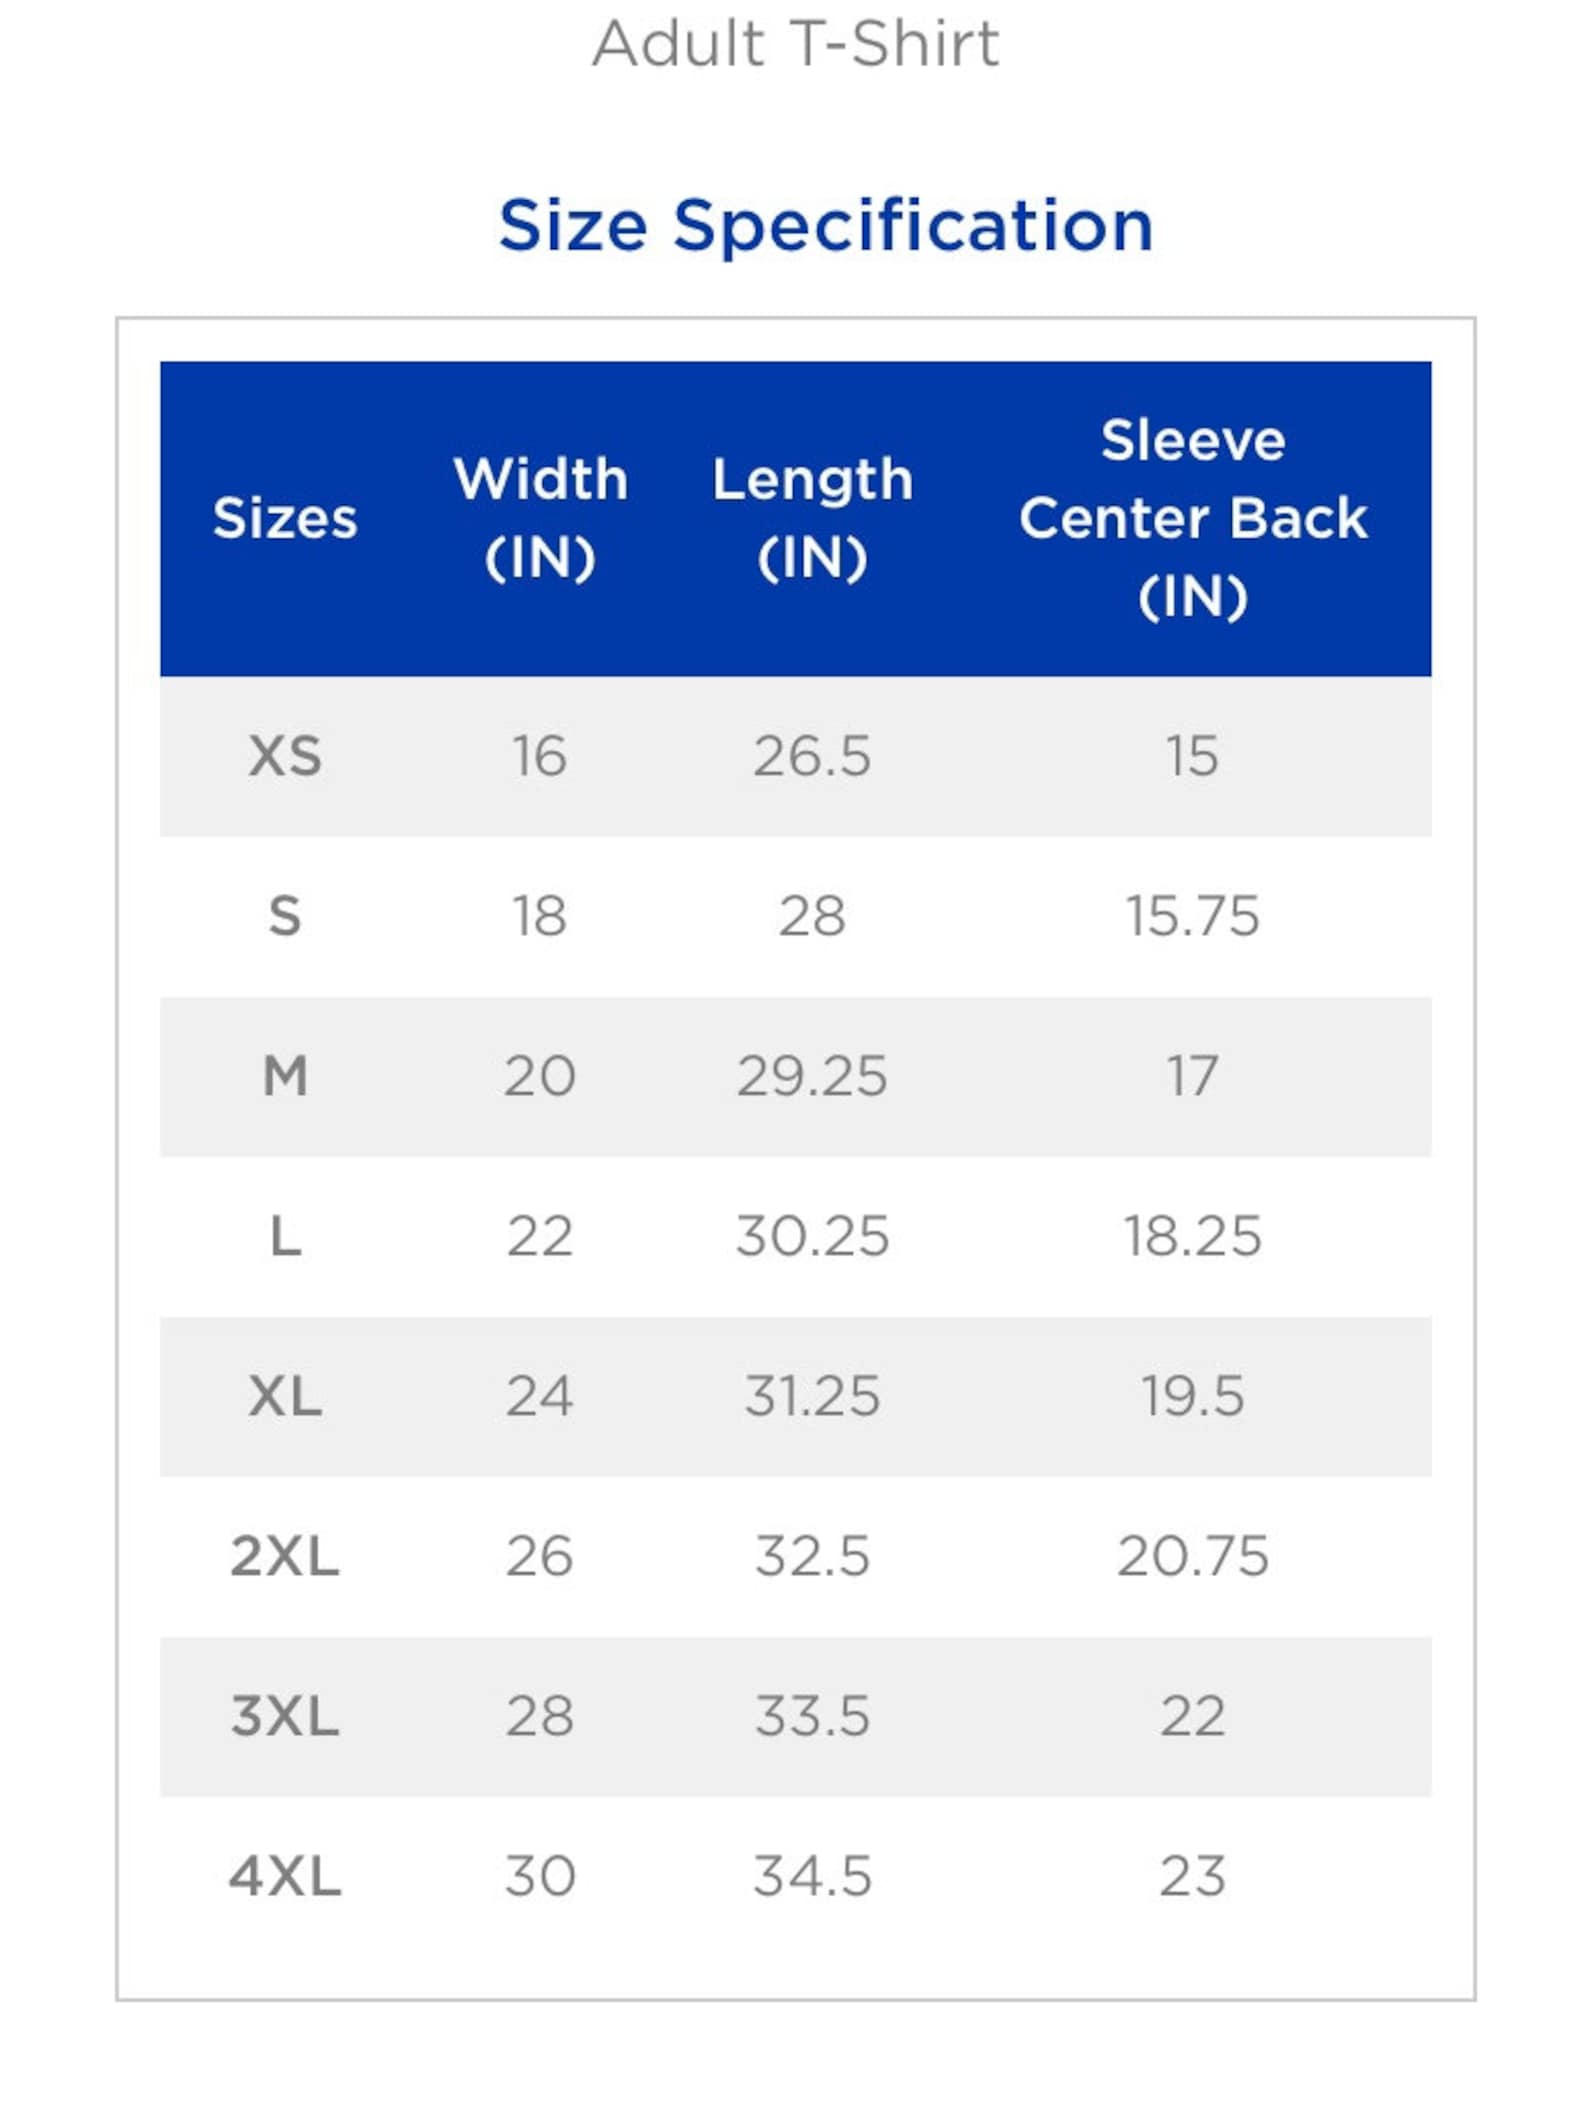 Adult T-Shirt
Size Specification
Sizes Width (IN) Length (IN) Sleeve Center Back (IN)
XS 16 26.5 15
S 18 28 15.75
M 20 29.25 17
L 22 30.25 18.25
XL 24 31.25 19.5
2XL 26 32.5 20.75
3XL 28 33.5 22
4XL 30 34.5 23